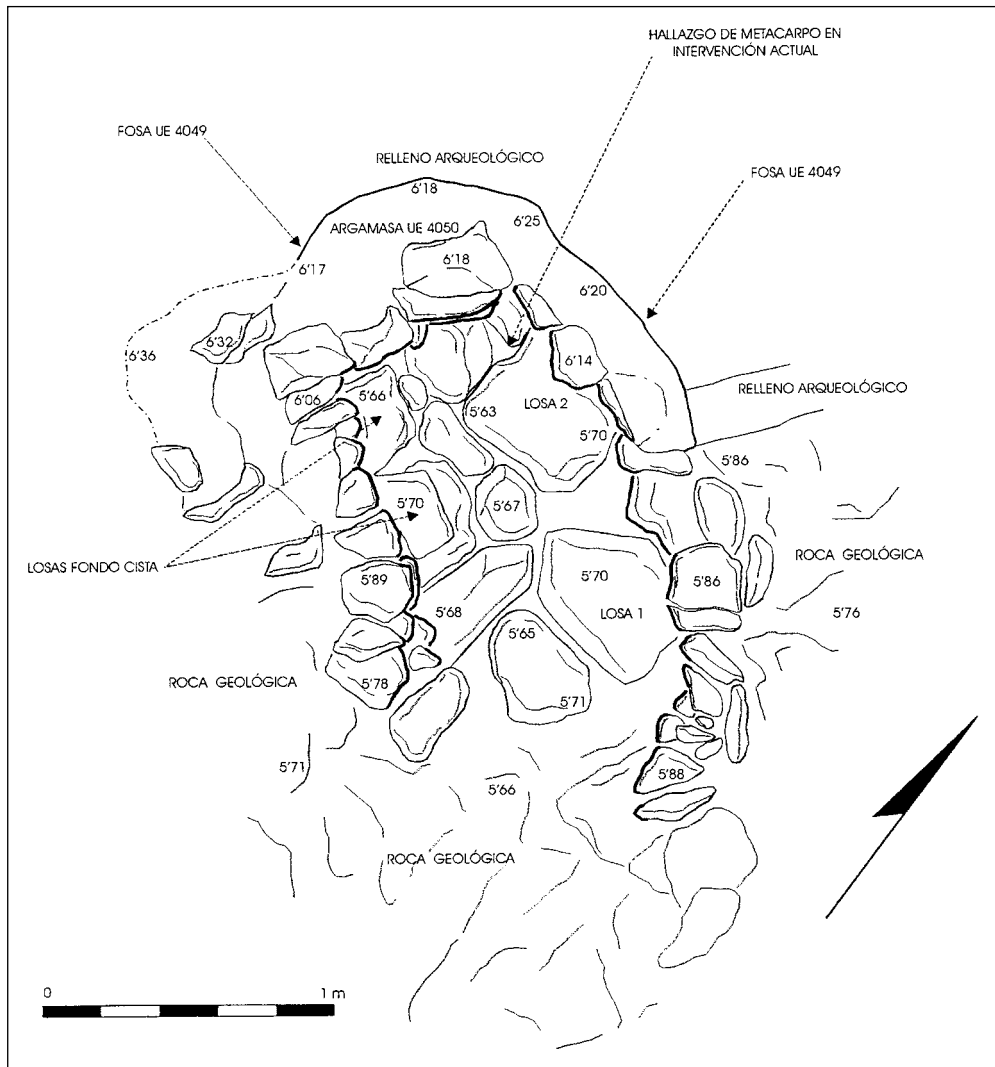 HALLAZGO DE METACARPO EN
INTERVENCIÓN ACTUAL
FOSA UE 4049
RELLENO ARQUEOLÓGICO
FOSA UE 4049
6'18
ARGAMASA UE 4050
6'25
6'18
6'17
6'20
6'32
6'36
6'14
RELLENO ARQUEOLÓGICO
6'06
5'66
5'63
LOSA 2
5'70
5'86
5'70
5'67
ROCA GEOLÓGICA
LOSAS FONDO CISTA
5'89
5'70
5'86
5'68
LOSA 1
5'76
5'65
ROCA GEOLÓGICA
5'78
5'71
5'71
5'66
5'88
ROCA GEOLÓGICA
0
1 m